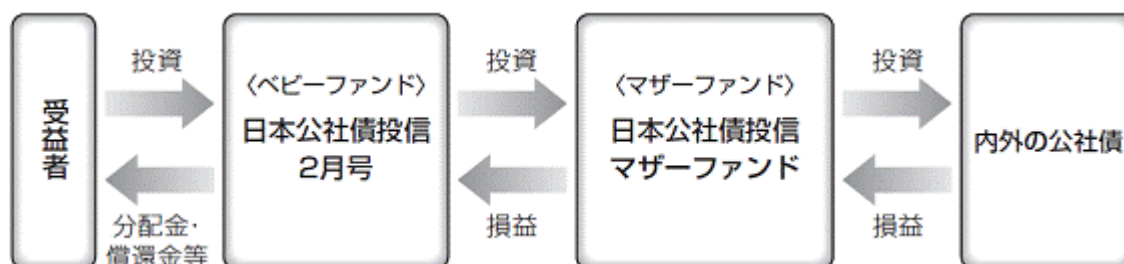 受益者
投資
分配金・
償還金等
〈ベビーファンド〉
日本公社債投信
2月号
投資
損益
〈マザーファンド〉
日本公社債投信
マザーファンド
投資
損益
内外の公社債